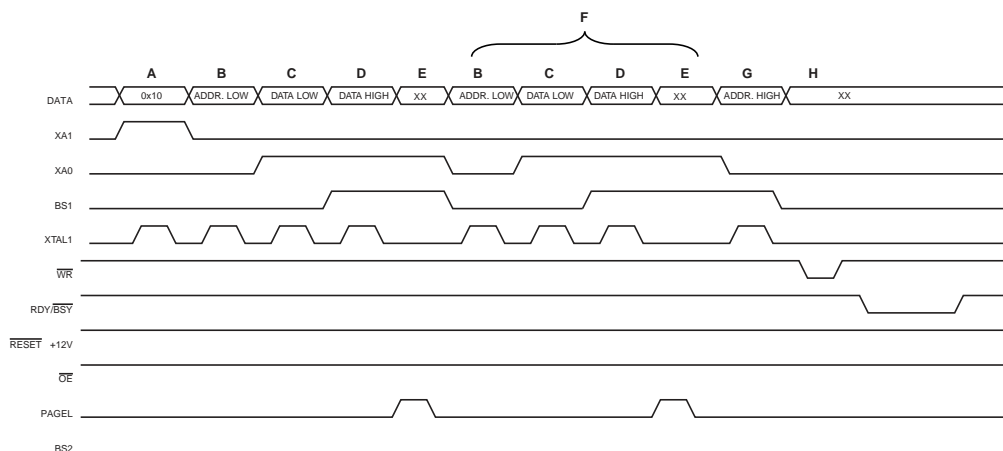 F
A B C D E B C D E G H
DATA 0x10 ADDR. LOW DATA LOW DATA HIGH XX ADDR. LOW DATA LOW DATA HIGH XX ADDR. HIGH XX
XA1
XA0
BS1
XTAL1
WR
RDY/BSY
RESET +12V
OE
PAGEL
BS2